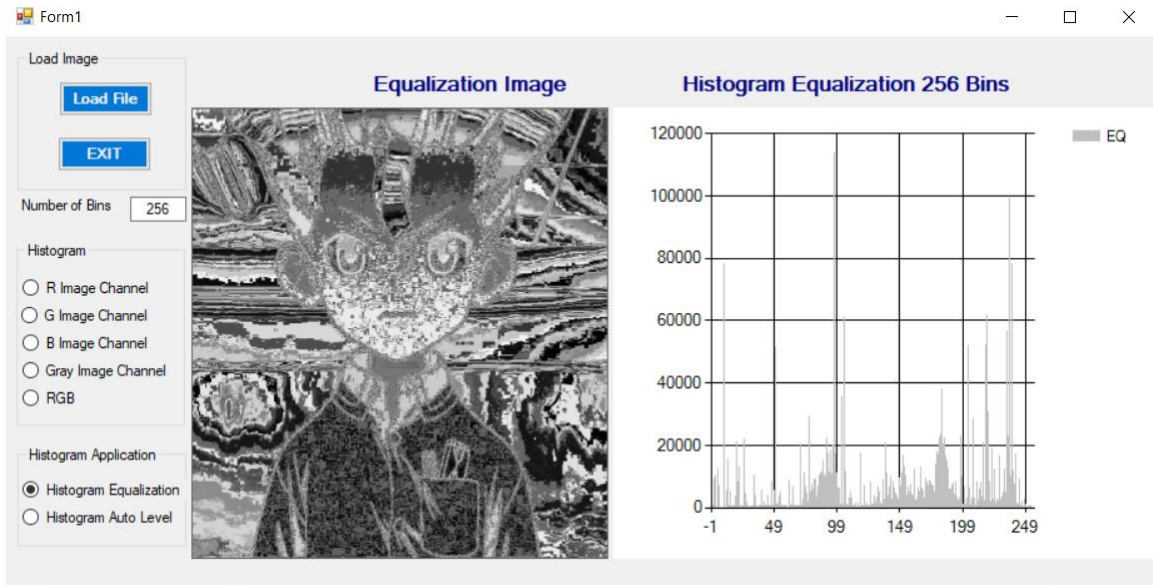 Form1
Load Image
Load File
EXIT
Number of Bins 256
Histogram
R Image Channel
G Image Channel
B Image Channel
Gray Image Channel
RGB
Histogram Application
Histogram Equalization
Histogram Auto Level
Equalization Image
Histogram Equalization 256 Bins
120000
100000
80000
60000
40000
20000
0
-1 49 99 149 199 249
EQ